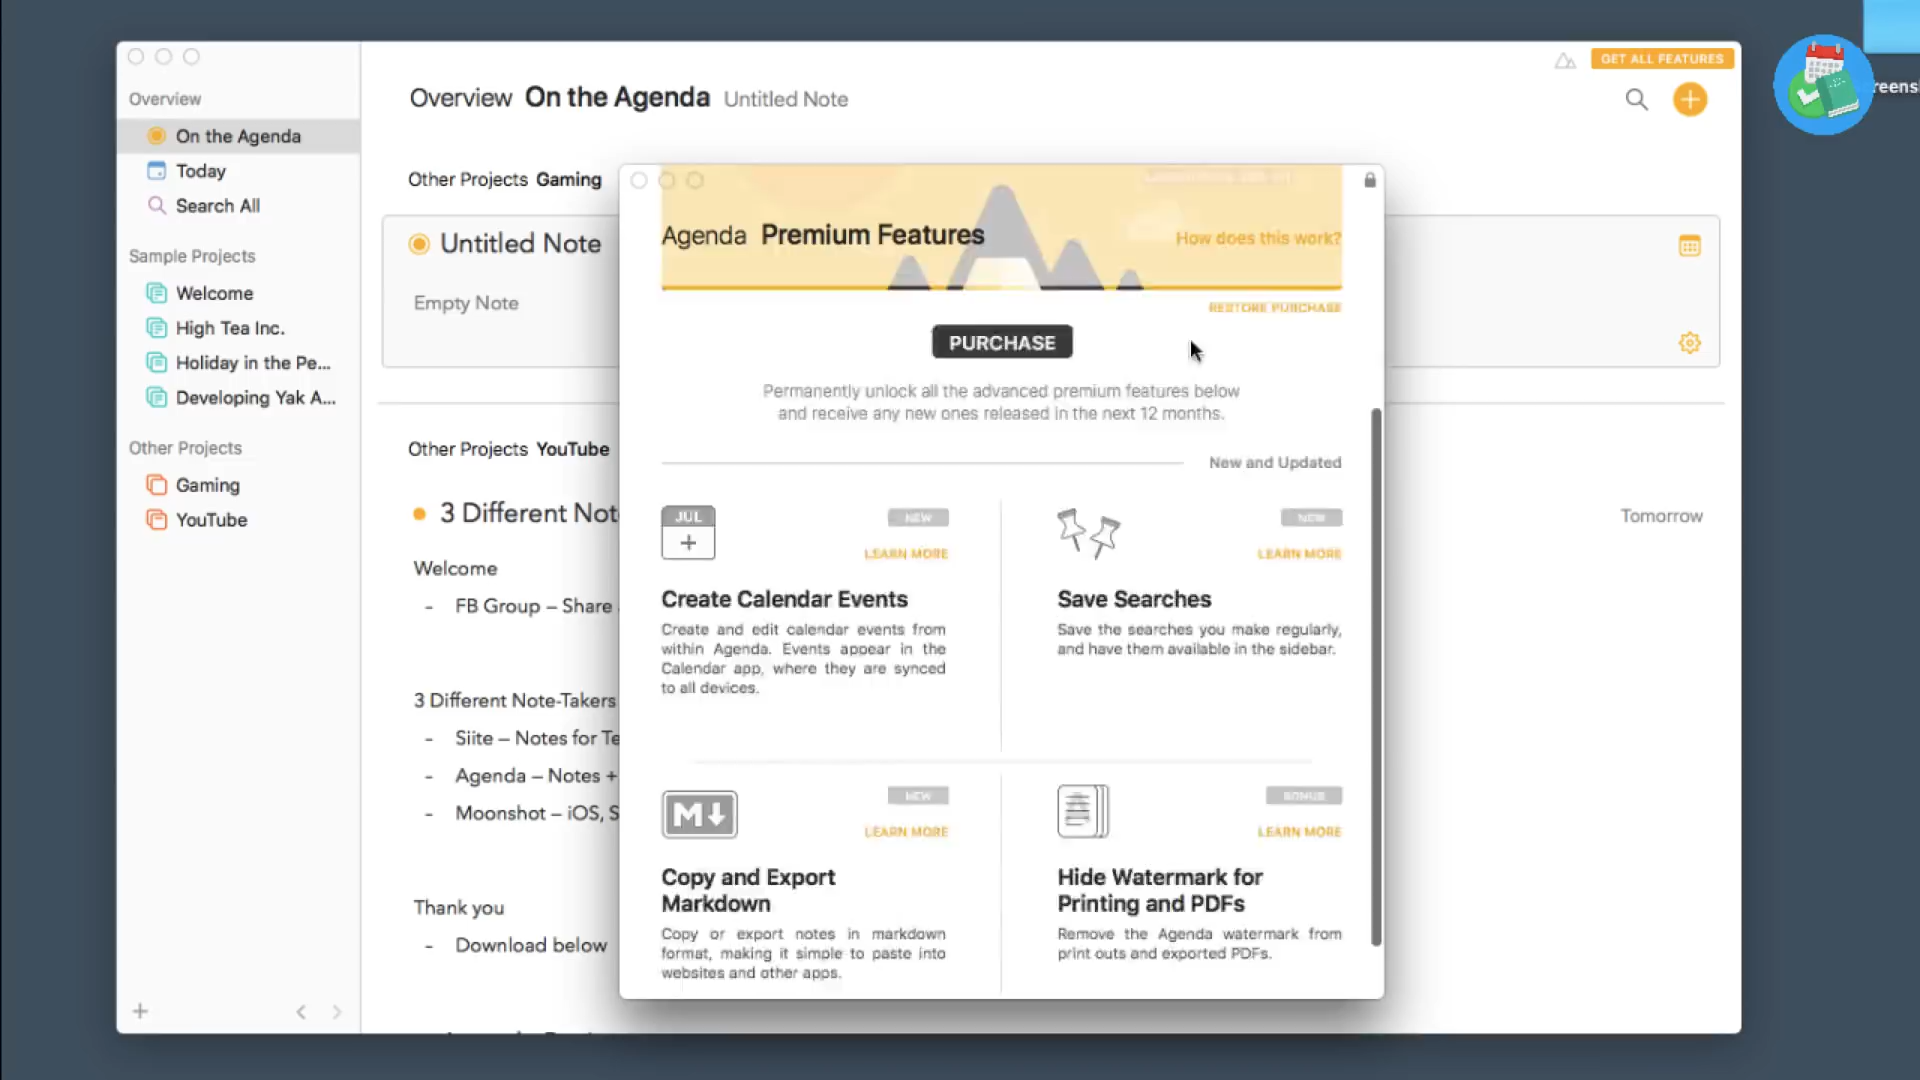 GET ALL FEATURES
Overview On the Agenda Untitled Note
Overview
On the Agenda
Today
Search All
Sample Projects
Welcome
High Tea Inc.
Holiday in the Pe...
Developing Yak A...
Other Projects
Gaming
YouTube
Other Projects Gaming
Untitled Note
Empty Note
Other Projects YouTube
3 Different Not
Tomorrow
Welcome
- FB Group – Share
3 Different Note-Takers
- Siite – Notes for Te
- Agenda – Notes +
- Moonshot – iOS, S
Thank you
- Download below
Agenda Premium Features
How does this work?
RESTORE PURCHASE
PURCHASE
Permanently unlock all the advanced premium features below
and receive any new ones released in the next 12 months.
New and Updated
JUL
NEW
LEARN MORE
Create Calendar Events
Create and edit calendar events from
within Agenda. Events appear in the
Calendar app, where they are synced
to all devices.
NEW
LEARN MORE
Save Searches
Save the searches you make regularly,
and have them available in the sidebar.
M
NEW
LEARN MORE
Copy and Export
Markdown
Copy or export notes in markdown
format, making it simple to paste into
websites and other apps.
BONUS
LEARN MORE
Hide Watermark for
Printing and PDFs
Remove the Agenda watermark from
print outs and exported PDFs.
reensl